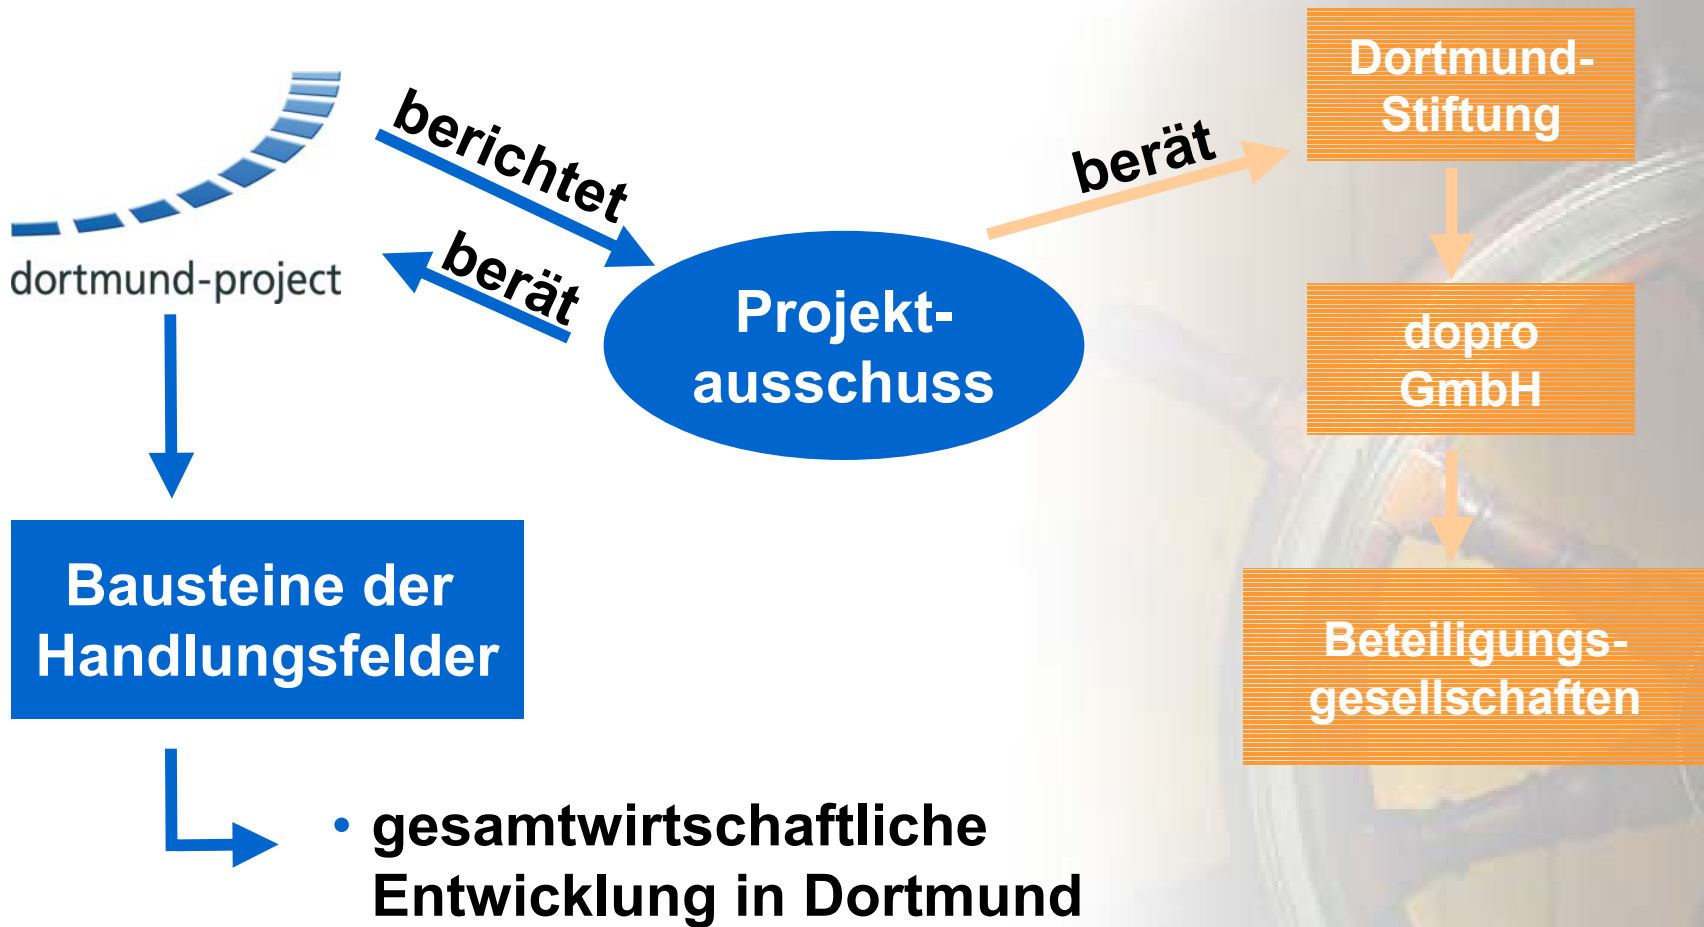 dortmund-project
berichtet
berät
Projekt-
ausschuss
berät
Dortmund-
Stiftung
dopro
GmbH
Beteiligungs-
gesellschaften
Bausteine der
Handlungsfelder
• gesamtwirtschaftliche
Entwicklung in Dortmund